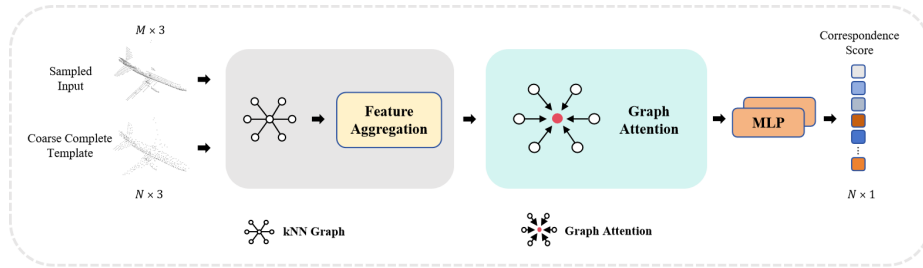 M × 3
Sampled
Input
Coarse Complete
Template
N × 3
Feature
Aggregation
kNN Graph
Graph
Attention
Graph Attention
MLP
Correspondence
Score
N × 1